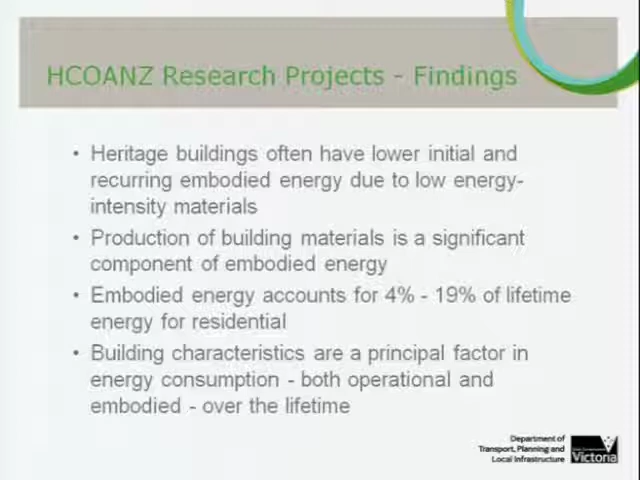 HCOANZ Research Projects - Findings
• Heritage buildings often have lower initial and
recurring embodied energy due to low energy-
intensity materials
• Production of building materials is a significant
component of embodied energy
• Embodied energy accounts for 4% - 19% of lifetime
energy for residential
• Building characteristics are a principal factor in
energy consumption - both operational and
embodied - over the lifetime
Department of
Transport, Planning and
Local Infrastructure
Victoria